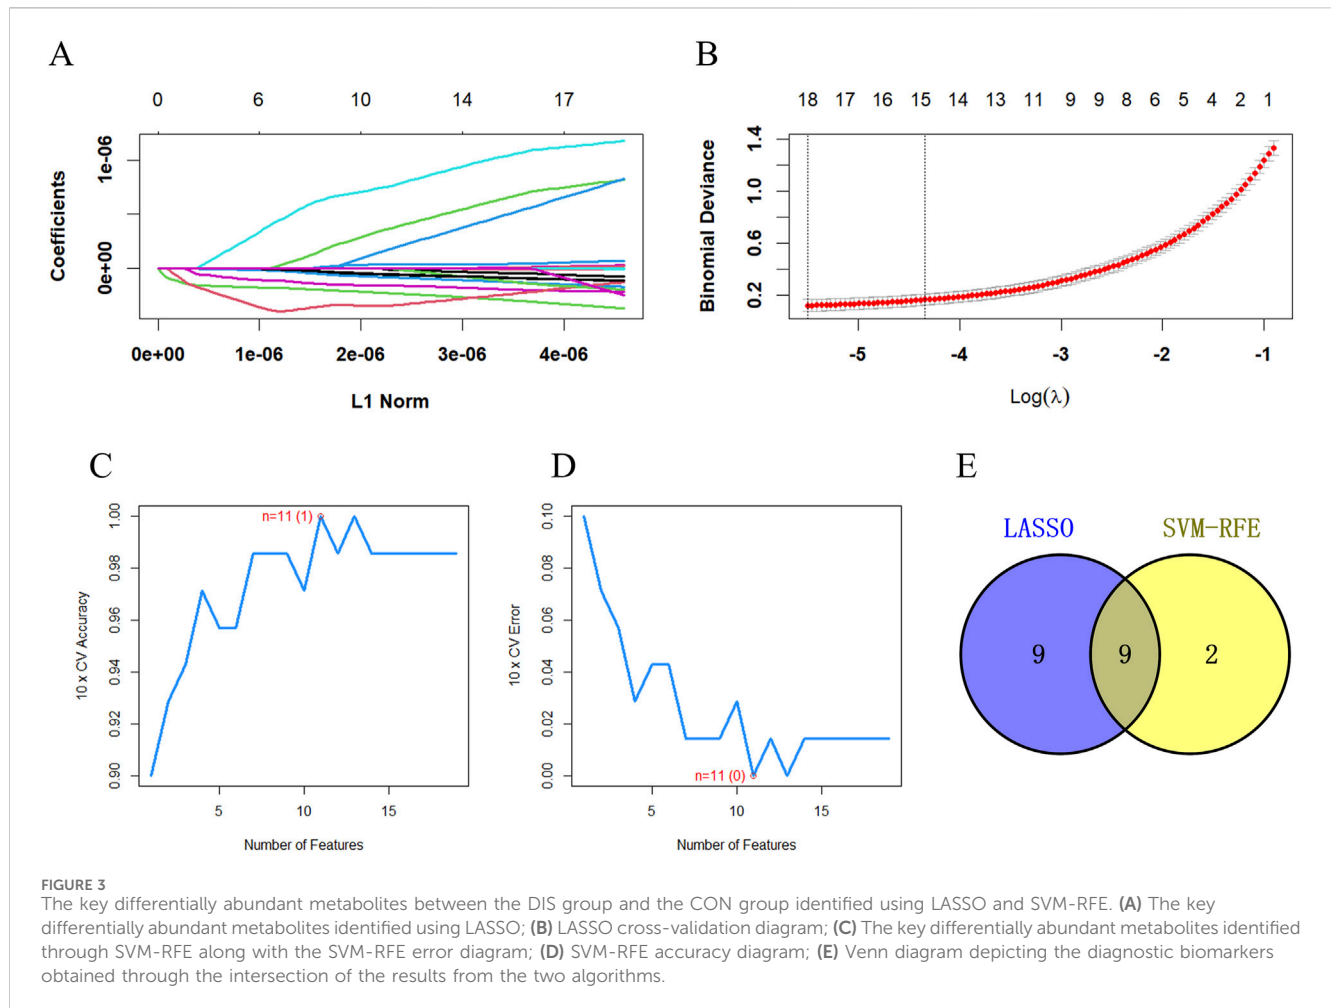 A
0 6 10 14 17
Coefficients
1e-06
0e+00
0e+00 1e-06 2e-06 3e-06 4e-06
L1 Norm
B
18 17 16 15 14 13 11 9 9 8 6 5 4 2 1
Binomial Deviance
1.4
1.0
0.6
0.2
-5 -4 -3 -2 -1
Log(λ)
C
10 x CV Accuracy
1.00
0.98
0.96
0.94
0.92
0.90
n=11 (1)
5 10 15
Number of Features
D
10 x CV Error
0.10
0.08
0.06
0.04
0.02
0.00
n=11 (0)
5 10 15
Number of Features
E
LASSO SVM-RFE
9 9 2
FIGURE 3
The key differentially abundant metabolites between the DIS group and the CON group identified using LASSO and SVM-RFE. (A) The key
differentially abundant metabolites identified using LASSO; (B) LASSO cross-validation diagram; (C) The key differentially abundant metabolites identified
through SVM-RFE along with the SVM-RFE error diagram; (D) SVM-RFE accuracy diagram; (E) Venn diagram depicting the diagnostic biomarkers
obtained through the intersection of the results from the two algorithms.